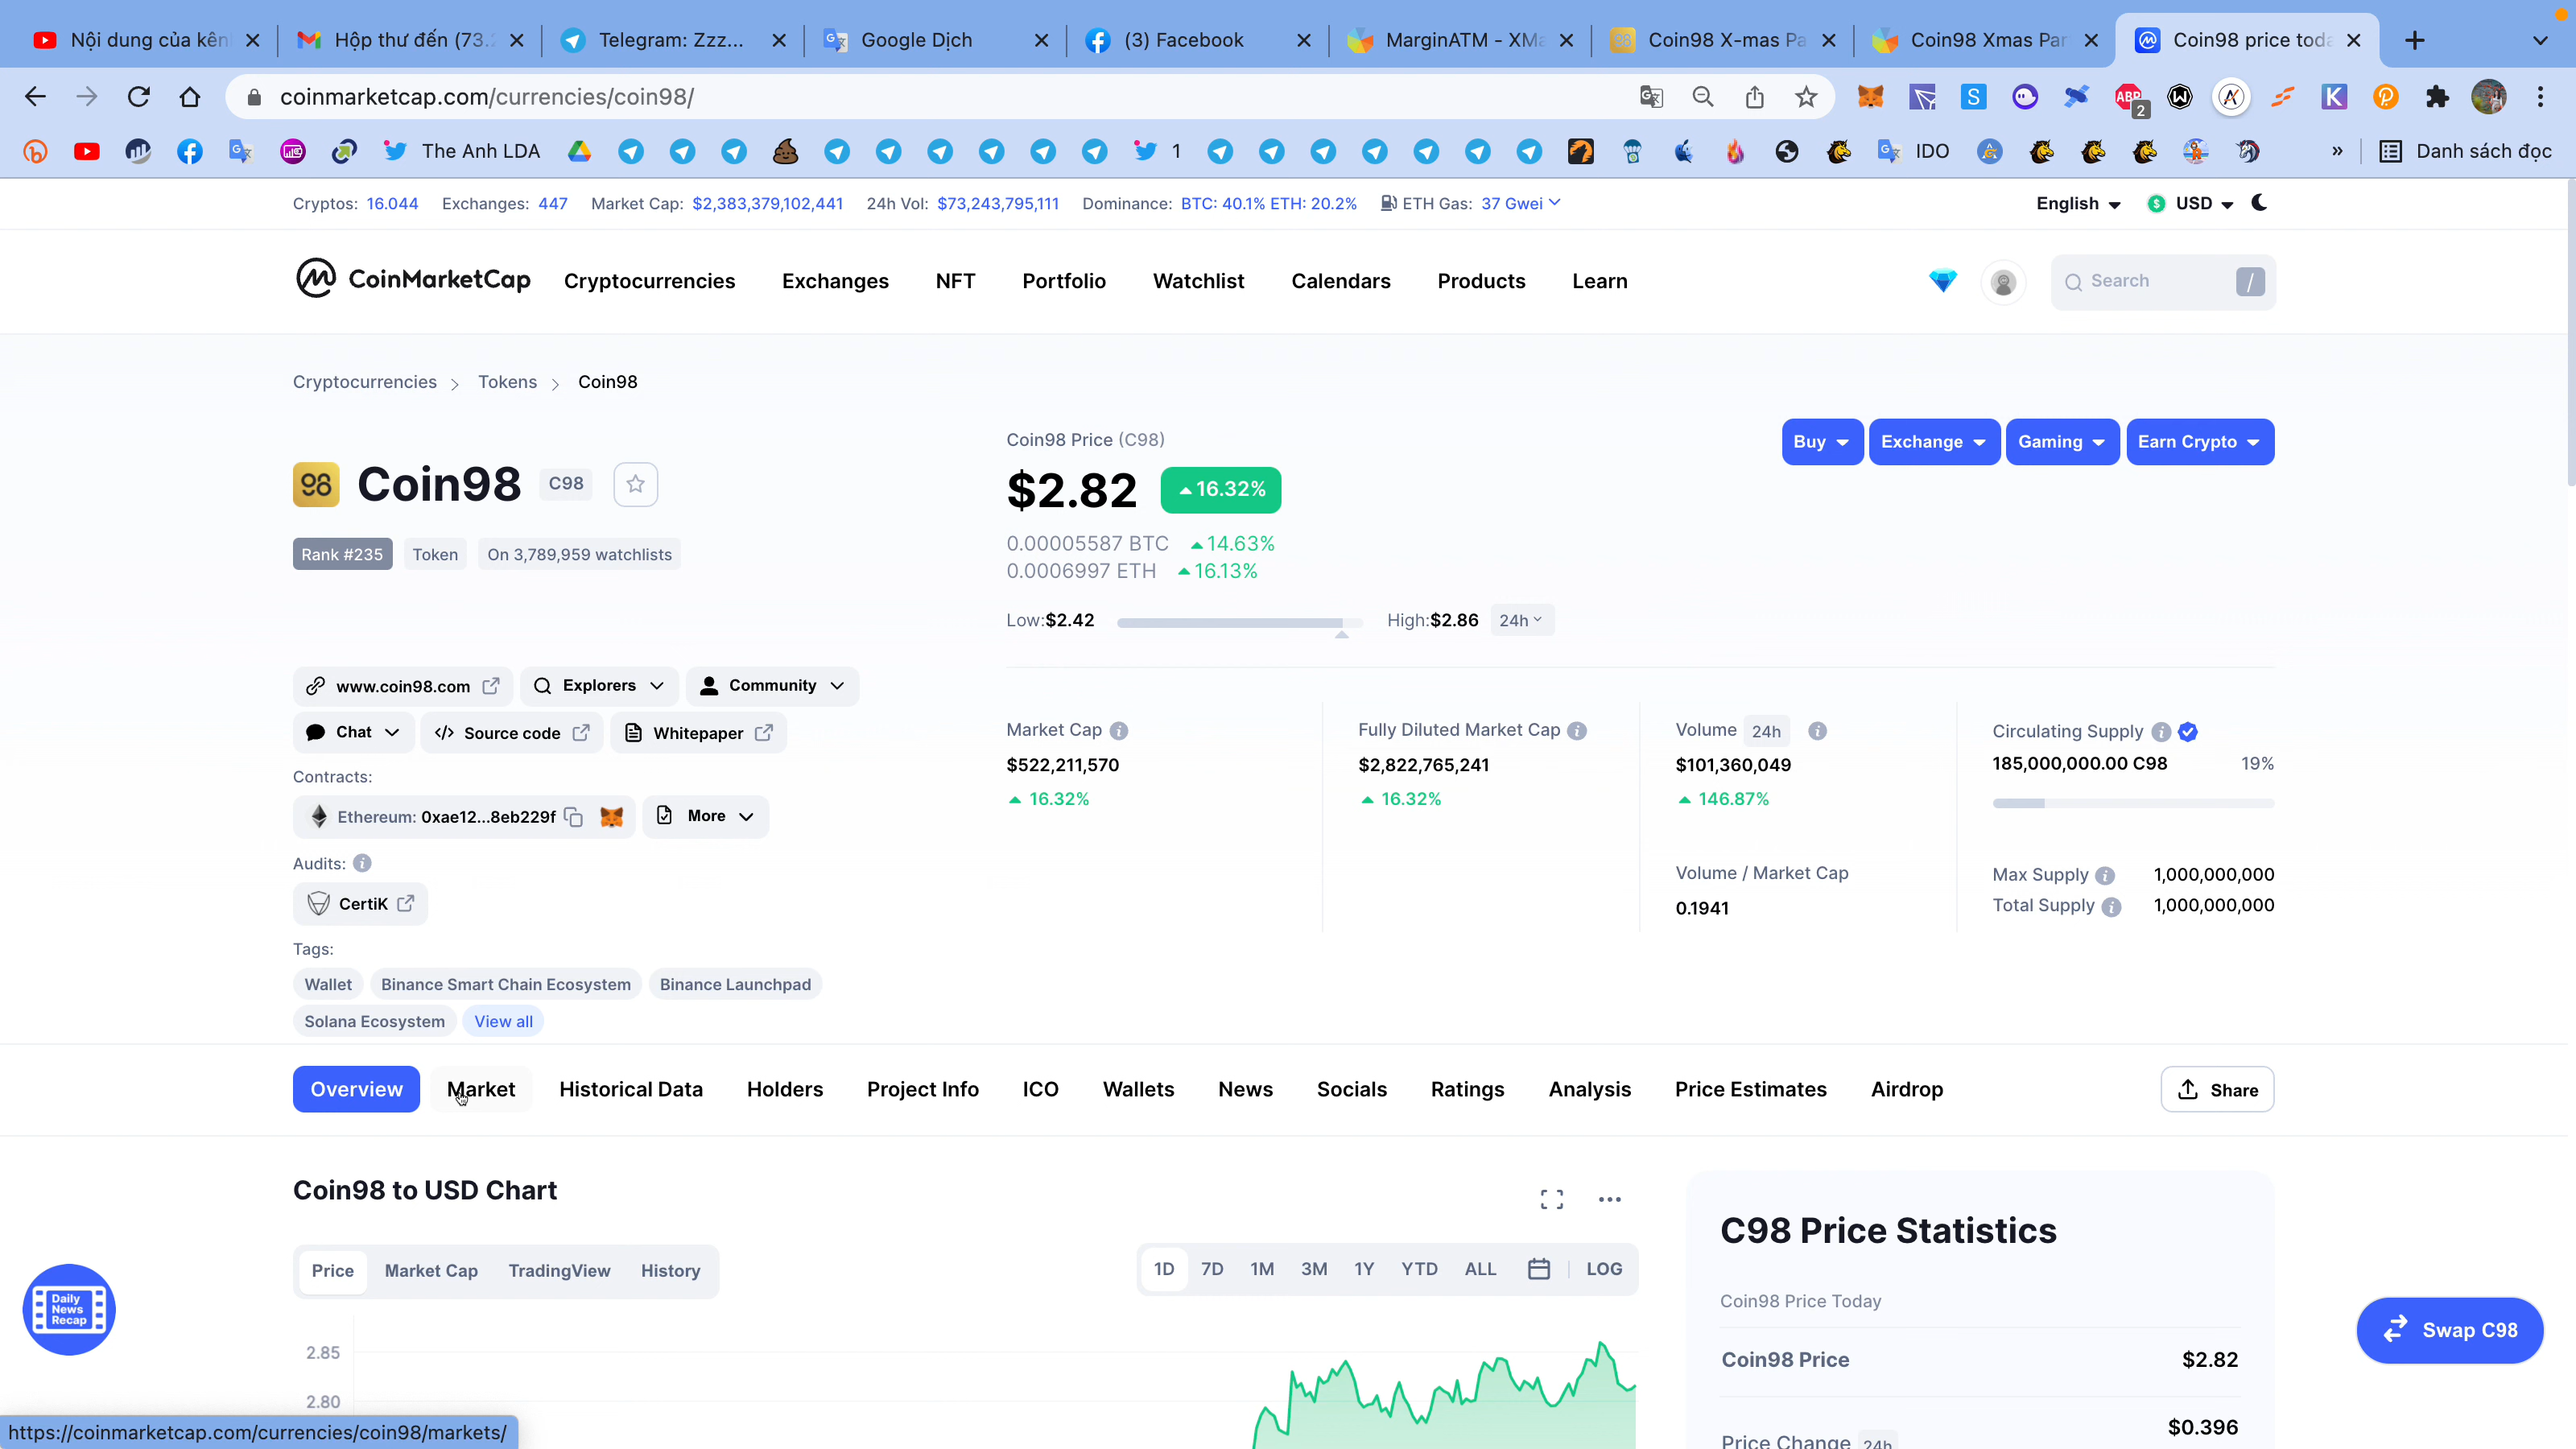 Nội dung của kên
Hộp thư đến (73.
Telegram: Zzz...
Google Dịch
(3) Facebook
MarginATM - XMa
Coin98 X-mas Pa
Coin98 Xmas Par
Coin98 price toda
coinmarketcap.com/currencies/coin98/
ABP
2
The Anh LDA
1
IDO
»
Danh sách đọc
Cryptos: 16.044
Exchanges: 447
Market Cap: $2,383,379,102,441
24h Vol: $73,243,795,111
Dominance: BTC: 40.1% ETH: 20.2%
ETH Gas: 37 Gwei
English
USD
CoinMarketCap
Cryptocurrencies
Exchanges
NFT
Portfolio
Watchlist
Calendars
Products
Learn
Search
/
Cryptocurrencies > Tokens > Coin98
98
Coin98
C98
Rank #235
Token
On 3,789,959 watchlists
Coin98 Price (C98)
$2.82
16.32%
0.00005587 BTC
14.63%
0.0006997 ETH
16.13%
Low:$2.42
High:$2.86
24h
Buy
Exchange
Gaming
Earn Crypto
www.coin98.com
Explorers
Community
Chat
Source code
Whitepaper
Contracts:
Ethereum: 0xae12...8eb229f
More
Audits:
CertiK
Tags:
Wallet
Binance Smart Chain Ecosystem
Binance Launchpad
Solana Ecosystem
View all
Market Cap
$522,211,570
16.32%
Fully Diluted Market Cap
$2,822,765,241
16.32%
Volume 24h
$101,360,049
146.87%
Volume / Market Cap
0.1941
Circulating Supply
185,000,000.00 C98
19%
Max Supply
1,000,000,000
Total Supply
1,000,000,000
Overview
Market
Historical Data
Holders
Project Info
ICO
Wallets
News
Socials
Ratings
Analysis
Price Estimates
Airdrop
Share
Coin98 to USD Chart
Price
Market Cap
TradingView
History
1D
7D
1M
3M
1Y
YTD
ALL
LOG
2.85
2.80
C98 Price Statistics
Coin98 Price Today
Coin98 Price
$2.82
Price Change 24h
$0.396
Daily
News
Recap
Swap C98
https://coinmarketcap.com/currencies/coin98/markets/